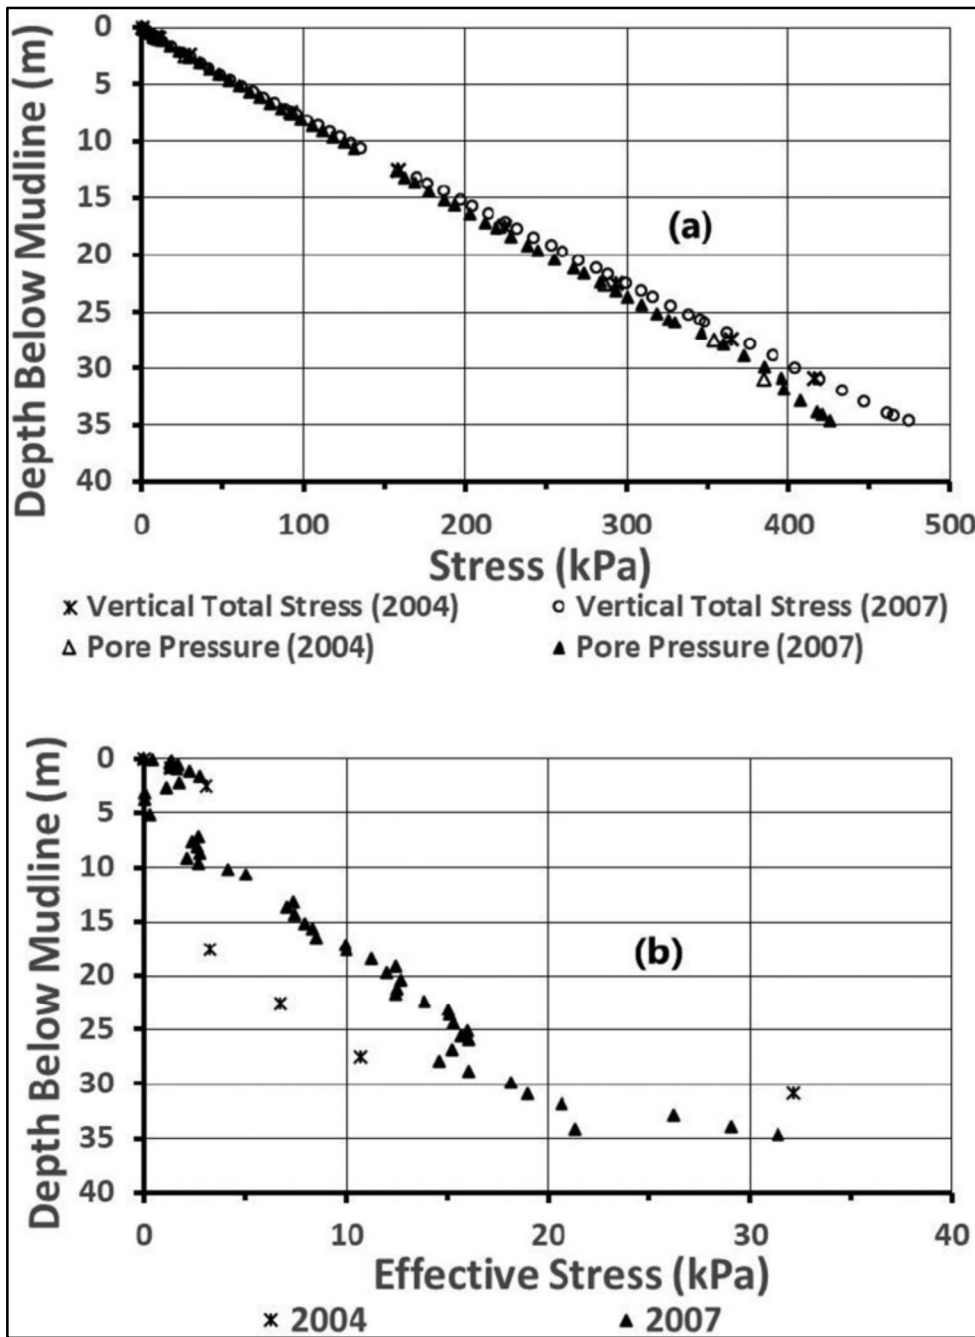 0
5
10
15
20
25
30
35
40
Depth Below Mudline (m)
(a)
0 100 200 300 400 500
Stress (kPa)
Vertical Total Stress (2004) Vertical Total Stress (2007)
Pore Pressure (2004) Pore Pressure (2007)
0
5
10
15
20
25
30
35
40
Depth Below Mudline (m)
(b)
0 10 20 30 40
Effective Stress (kPa)
2004 2007